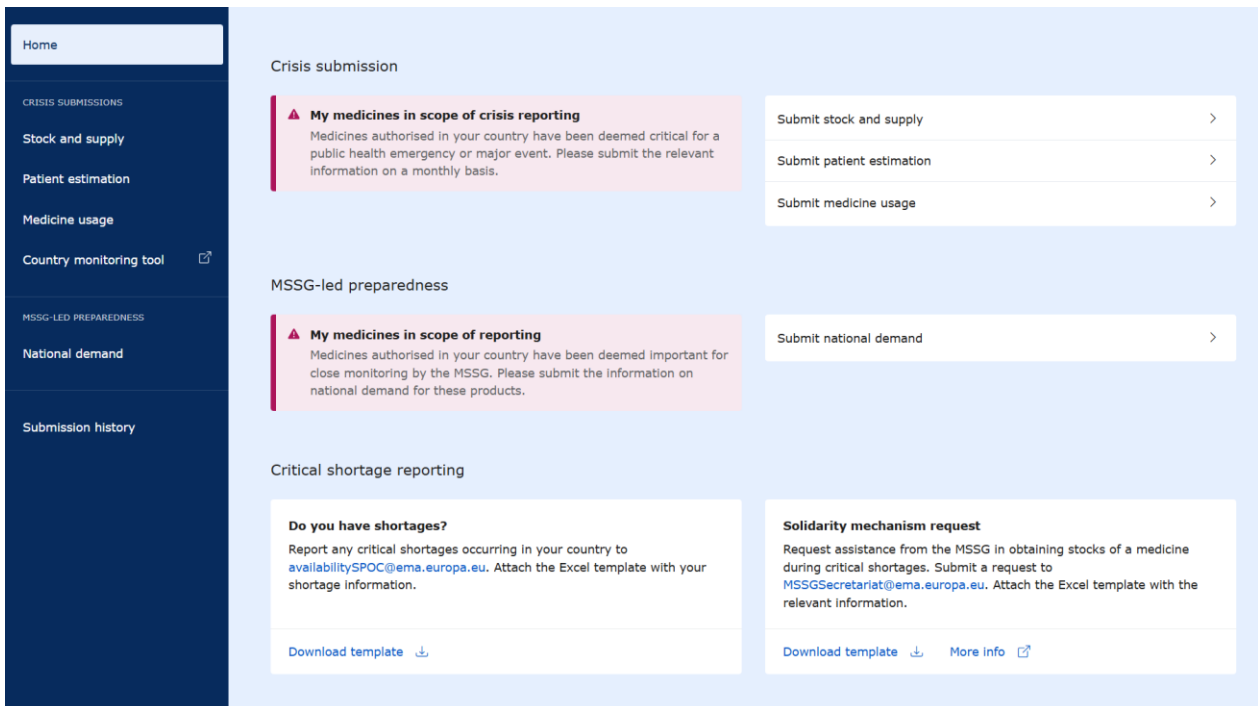 Home
CRISIS SUBMISSIONS
Stock and supply
Patient estimation
Medicine usage
Country monitoring tool
MSSG-LED PREPAREDNESS
National demand
Submission history
Crisis submission
My medicines in scope of crisis reporting
Medicines authorised in your country have been deemed critical for a
public health emergency or major event. Please submit the relevant
information on a monthly basis.
Submit stock and supply
Submit patient estimation
Submit medicine usage
MSSG-led preparedness
My medicines in scope of reporting
Medicines authorised in your country have been deemed important for
close monitoring by the MSSG. Please submit the information on
national demand for these products.
Submit national demand
Critical shortage reporting
Do you have shortages?
Report any critical shortages occurring in your country to
availabilitySPOC@ema.europa.eu. Attach the Excel template with your
shortage information.
Download template
Solidarity mechanism request
Request assistance from the MSSG in obtaining stocks of a medicine
during critical shortages. Submit a request to
MSSGSecretariat@ema.europa.eu. Attach the Excel template with the
relevant information.
Download template
More info